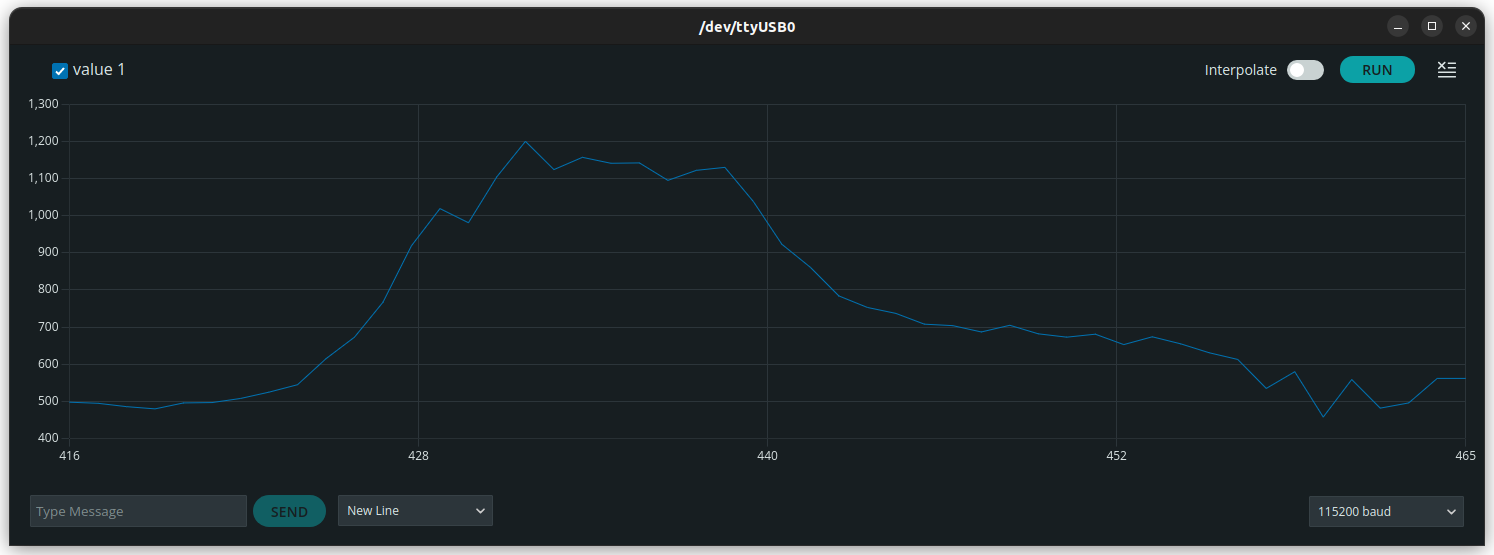 /dev/ttyUSB0
value 1
Interpolate
RUN
1,300
1,200
1,100
1,000
900
800
700
600
500
400
416 428 440 452 465
Type Message
SEND
New Line
115200 baud